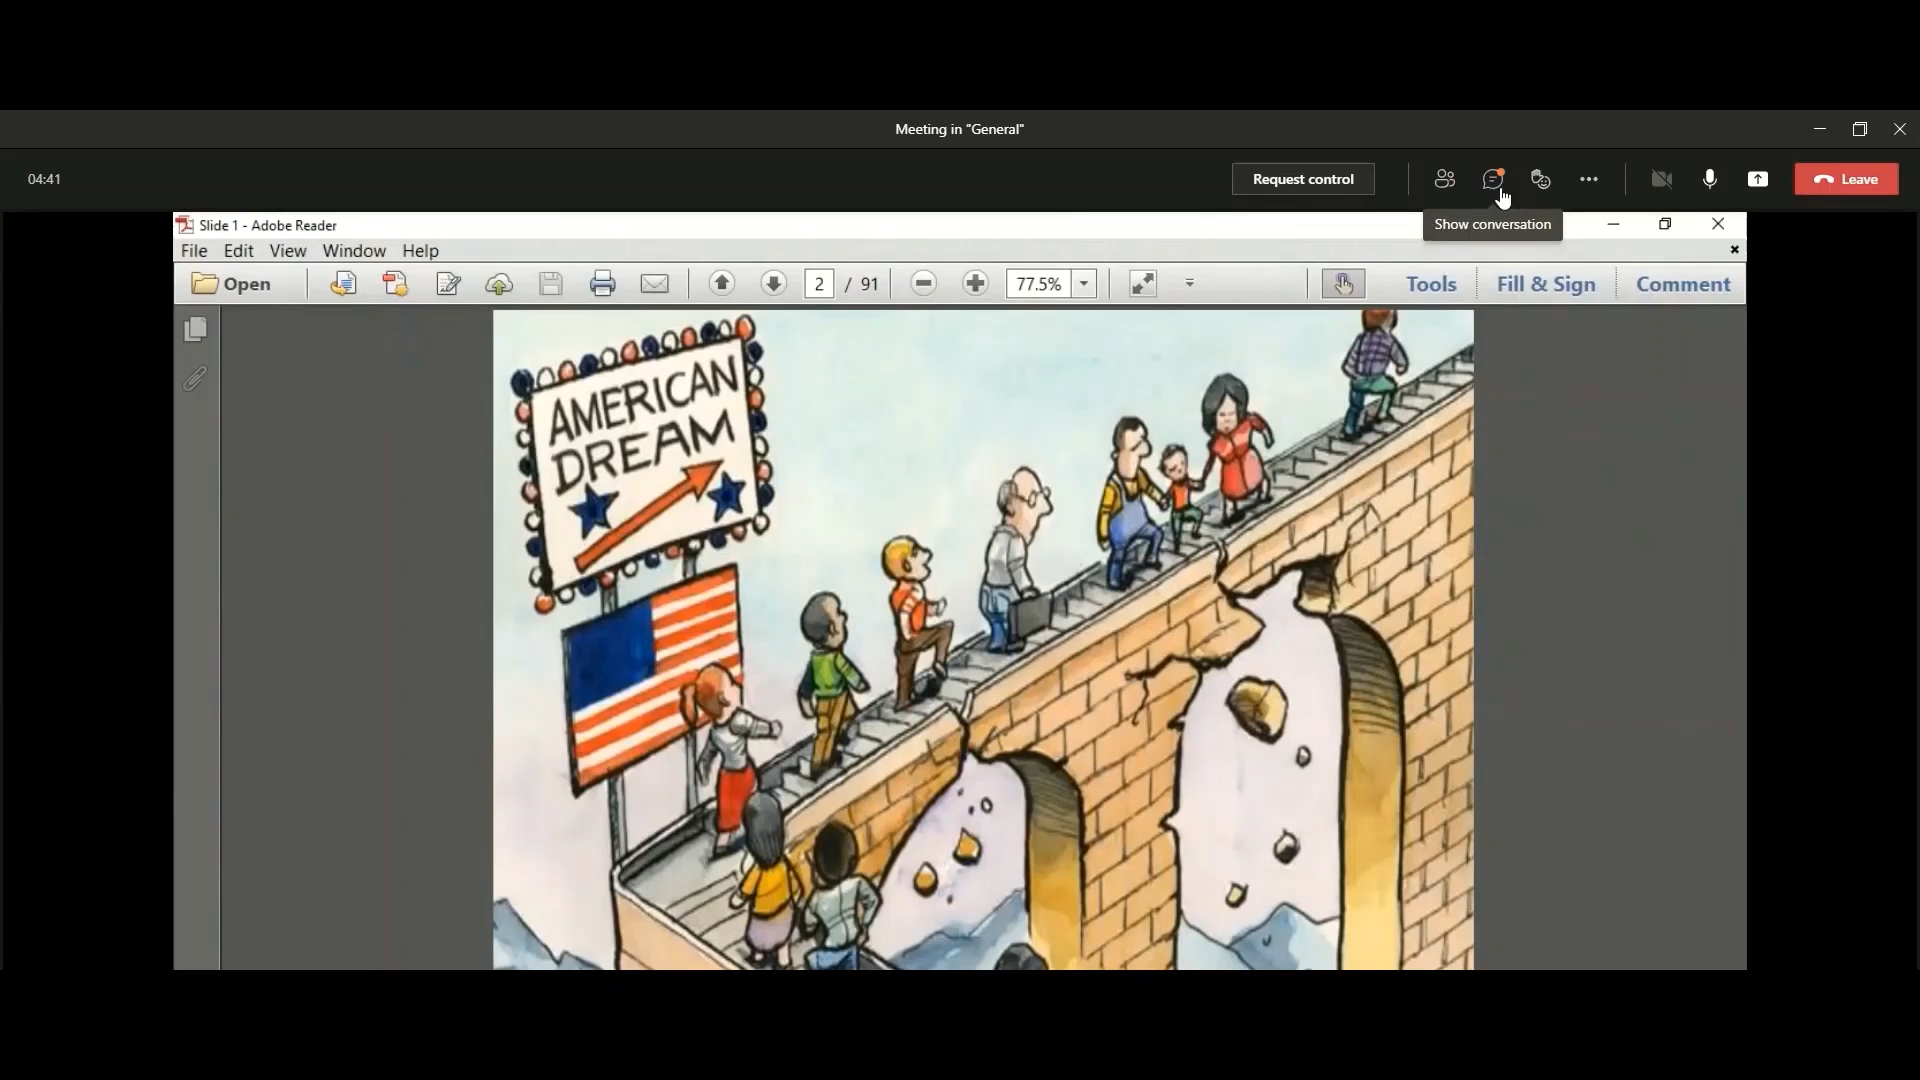 Meeting in "General"
04:41
Request control
Leave
Show conversation
Slide 1 - Adobe Reader
File Edit View Window Help
Open 2 / 91 77.5% Tools Fill & Sign Comment
AMERICAN
DREAM